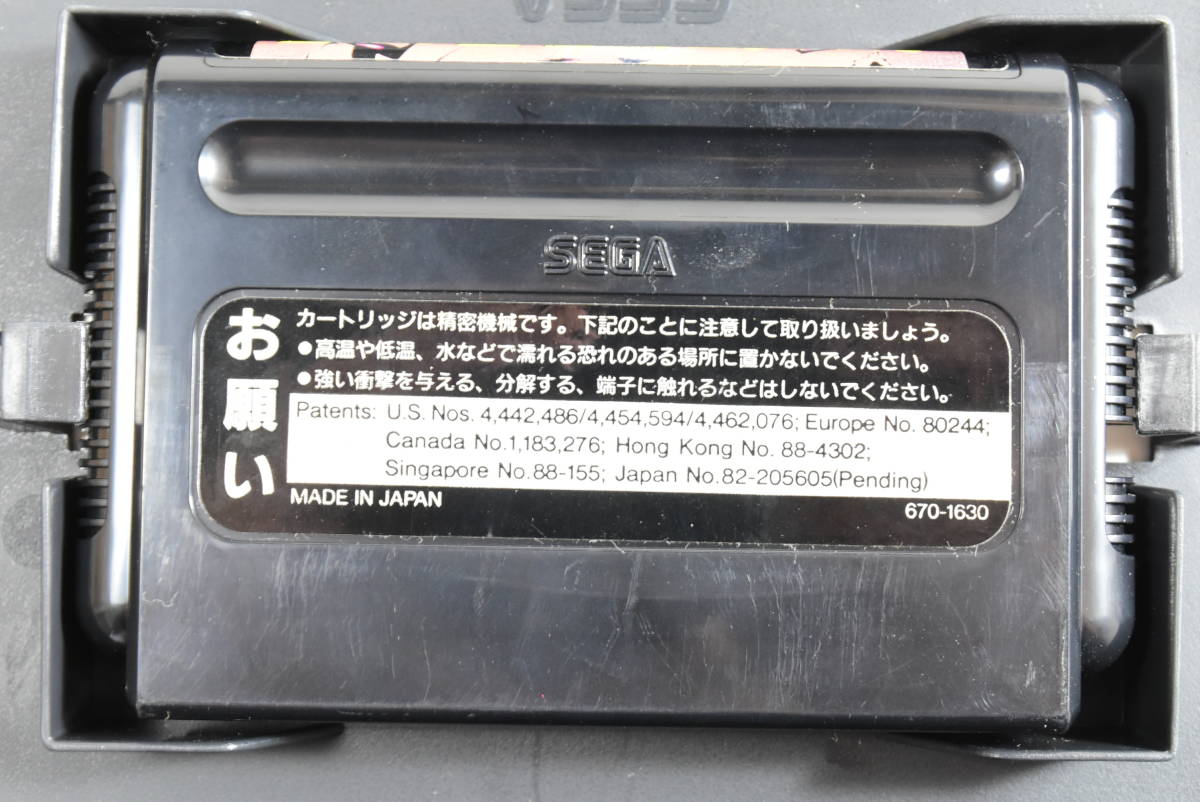 SEGA
SEGA
お願い
カートリッジは精密機械です。下記のことに注意して取り扱いましょう。
●高温や低温、水などで濡れる恐れのある場所に置かないでください。
●強い衝撃を与える、分解する、端子に触れるなどはしないでください。
Patents: U.S. Nos. 4,442,486/4,454,594/4,462,076; Europe No. 80244;
Canada No.1,183,276; Hong Kong No. 88-4302;
Singapore No.88-155; Japan No.82-205605(Pending)
MADE IN JAPAN
670-1630